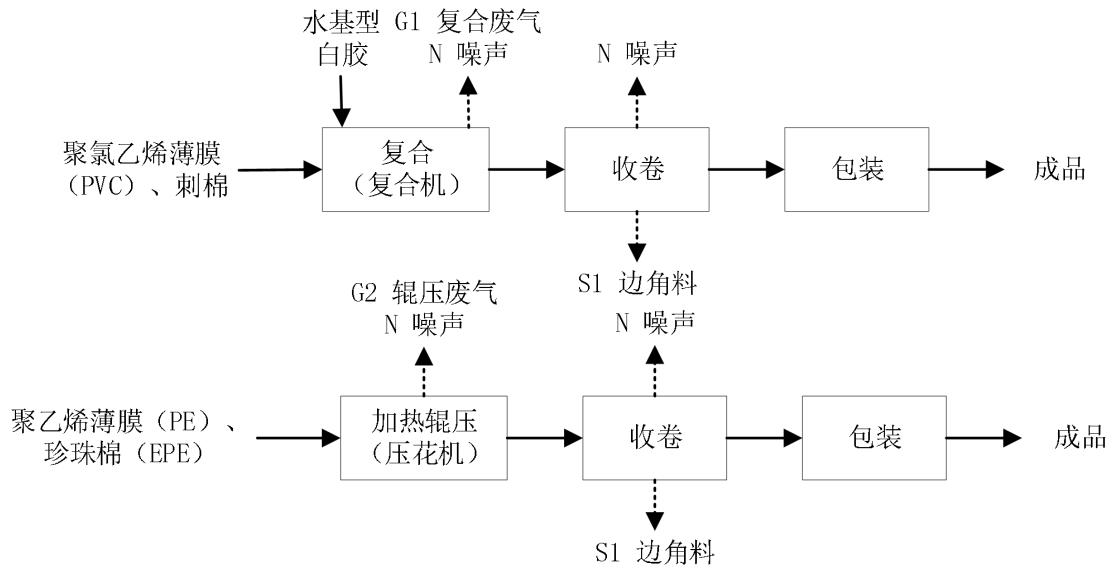 水基型 G1 复合废气
白胶 N 噪声
N 噪声
聚氯乙烯薄膜
（PVC）、刺棉
复合
（复合机）
收卷
包装
成品
S1 边角料
G2 辊压废气
N 噪声
N 噪声
聚乙烯薄膜（PE）、
珍珠棉（EPE）
加热辊压
（压花机）
收卷
包装
成品
S1 边角料